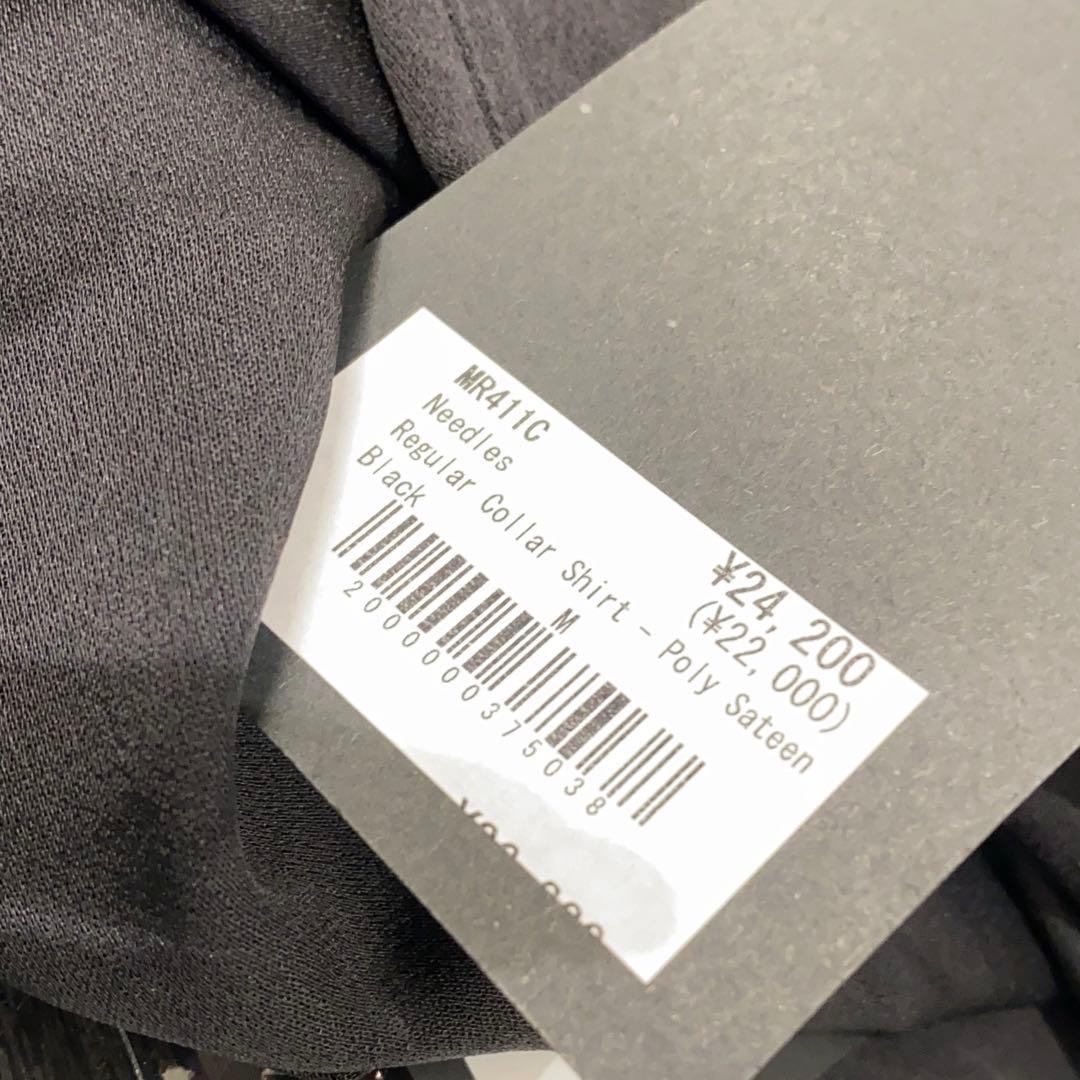 MR411C
Needles
Regular Collar Shirt - Poly Sateen
Black
M
¥24,200
(¥22,000)
2000000375038